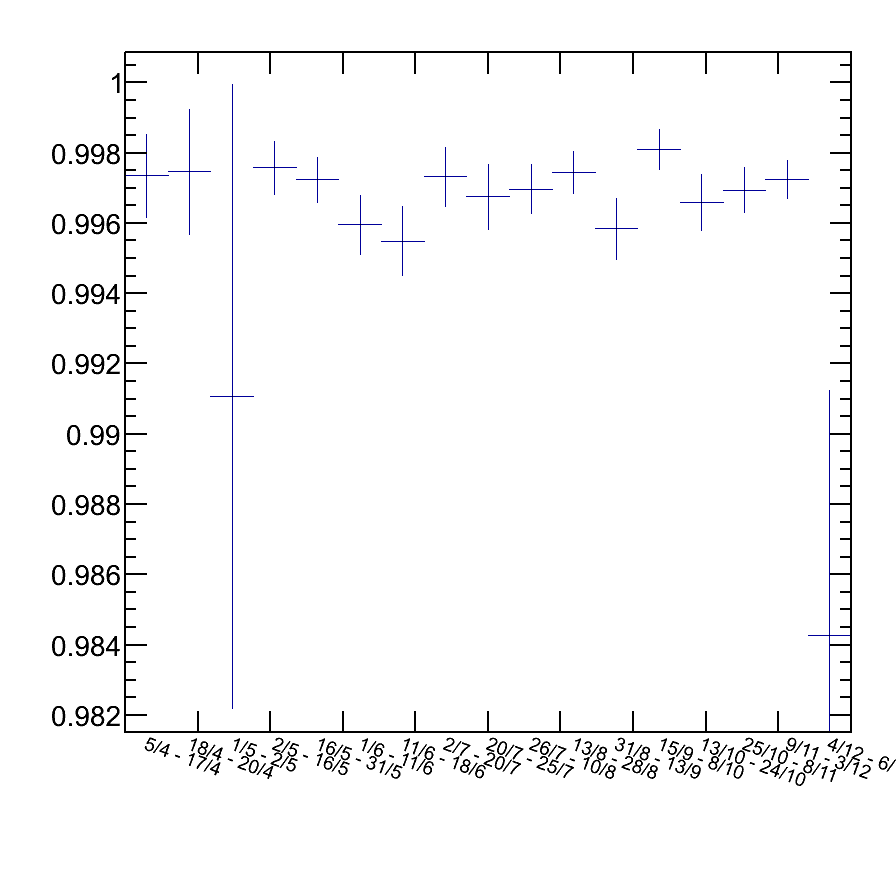 1
0.998
0.996
0.994
0.992
0.99
0.988
0.986
0.984
0.982
5/4 - 17/4
18/4 - 20/4
1/5 - 2/5
2/5 - 16/5
16/5 - 31/5
1/6 - 11/6
11/6 - 18/6
2/7 - 20/7
20/7 - 25/7
26/7 - 10/8
13/8 - 28/8
31/8 - 13/9
15/9 - 8/10
13/10 - 24/10
25/10 - 8/11
9/11 - 3/12
4/12 - 6/